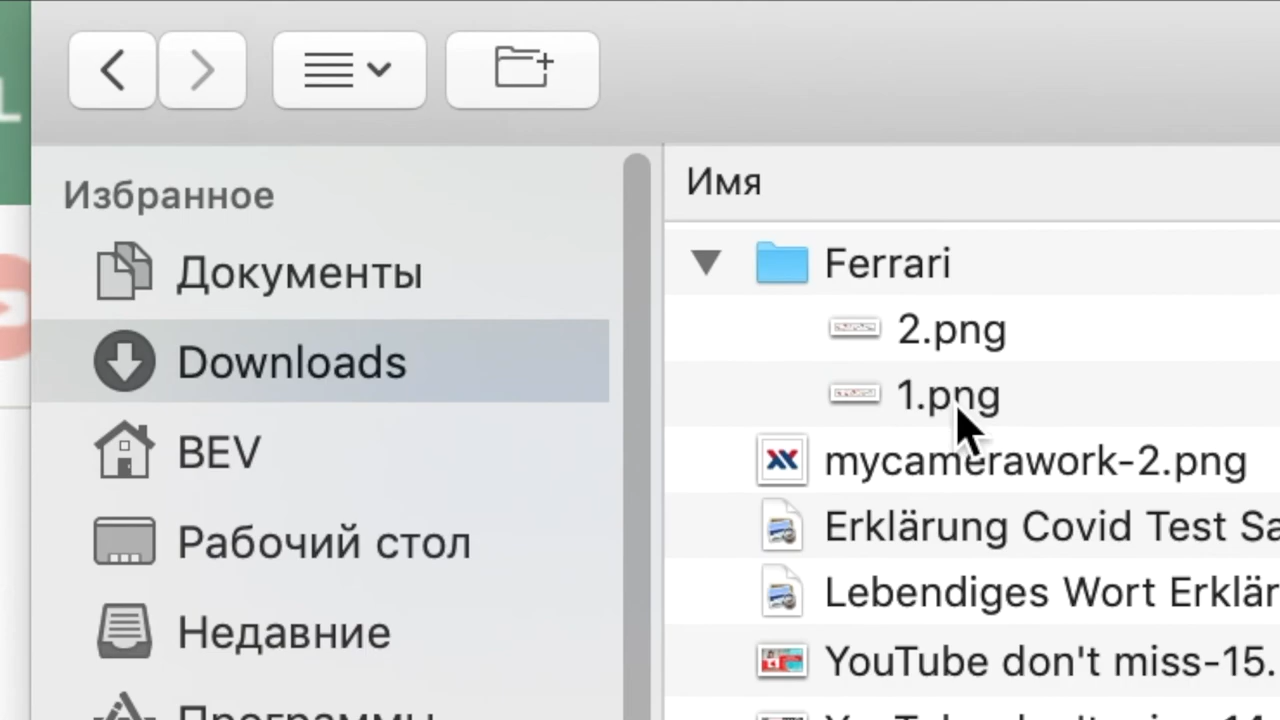 L
Избранное
Документы
Downloads
BEV
Рабочий стол
Недавние
Программы
Имя
Ferrari
2.png
1.png
mycamerawork-2.png
Erklärung Covid Test Sa
Lebendiges Wort Erklär
YouTube don't miss-15.